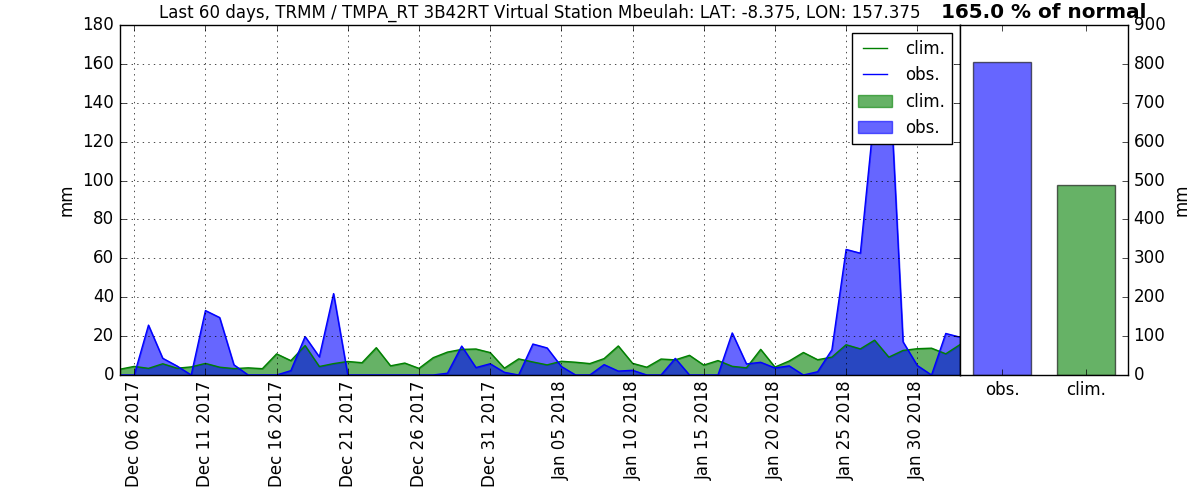 Last 60 days, TRMM / TMPA_RT 3B42RT Virtual Station Mbeulah: LAT: -8.375, LON: 157.375
165.0 % of normal
180
160
140
120
100
80
60
40
20
0
mm
clim.
obs.
clim.
obs.
900
800
700
600
500
400
300
200
100
0
mm
Dec 06 2017
Dec 11 2017
Dec 16 2017
Dec 21 2017
Dec 26 2017
Dec 31 2017
Jan 05 2018
Jan 10 2018
Jan 15 2018
Jan 20 2018
Jan 25 2018
Jan 30 2018
obs.
clim.